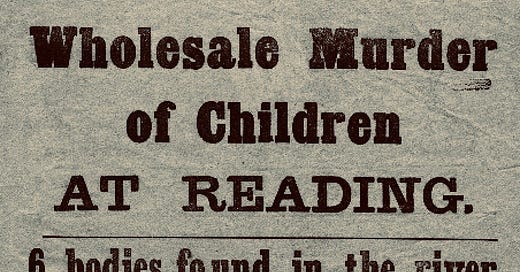 Wholesale Murder
of Children
AT READING.
6 bodies found in the river